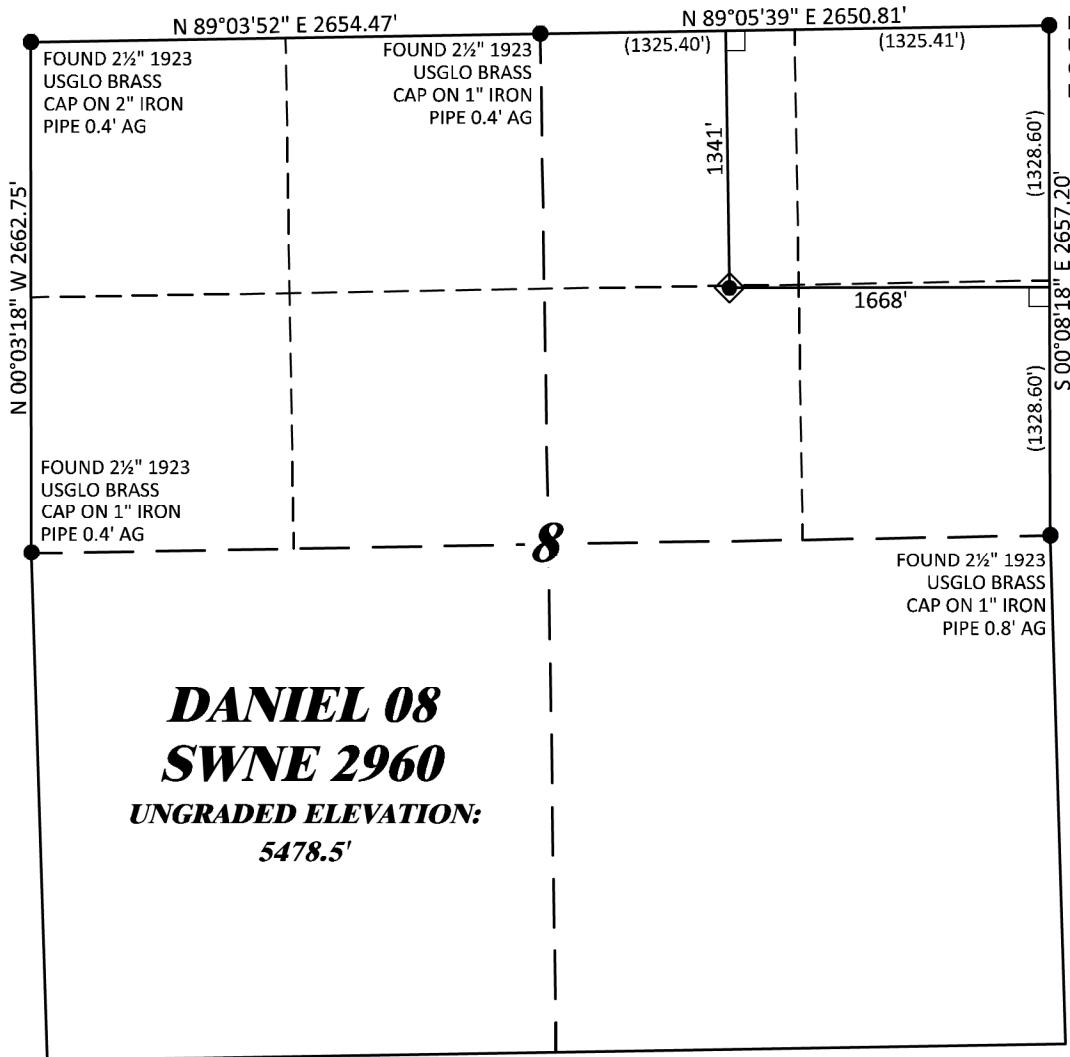 N 89°03'52" E 2654.47'
N 89°05'39" E 2650.81'
FOUND 2½" 1923
USGLO BRASS
CAP ON 2" IRON
PIPE 0.4' AG
FOUND 2½" 1923
USGLO BRASS
CAP ON 1" IRON
PIPE 0.4' AG
(1325.40')
(1325.41')
1341'
(1328.60')
N 00°03'18" W 2662.75'
S 00°08'18" E 2657.20'
1668'
(1328.60')
FOUND 2½" 1923
USGLO BRASS
CAP ON 1" IRON
PIPE 0.4' AG
8
FOUND 2½" 1923
USGLO BRASS
CAP ON 1" IRON
PIPE 0.8' AG
DANIEL 08
SWNE 2960
UNGRADED ELEVATION:
5478.5'